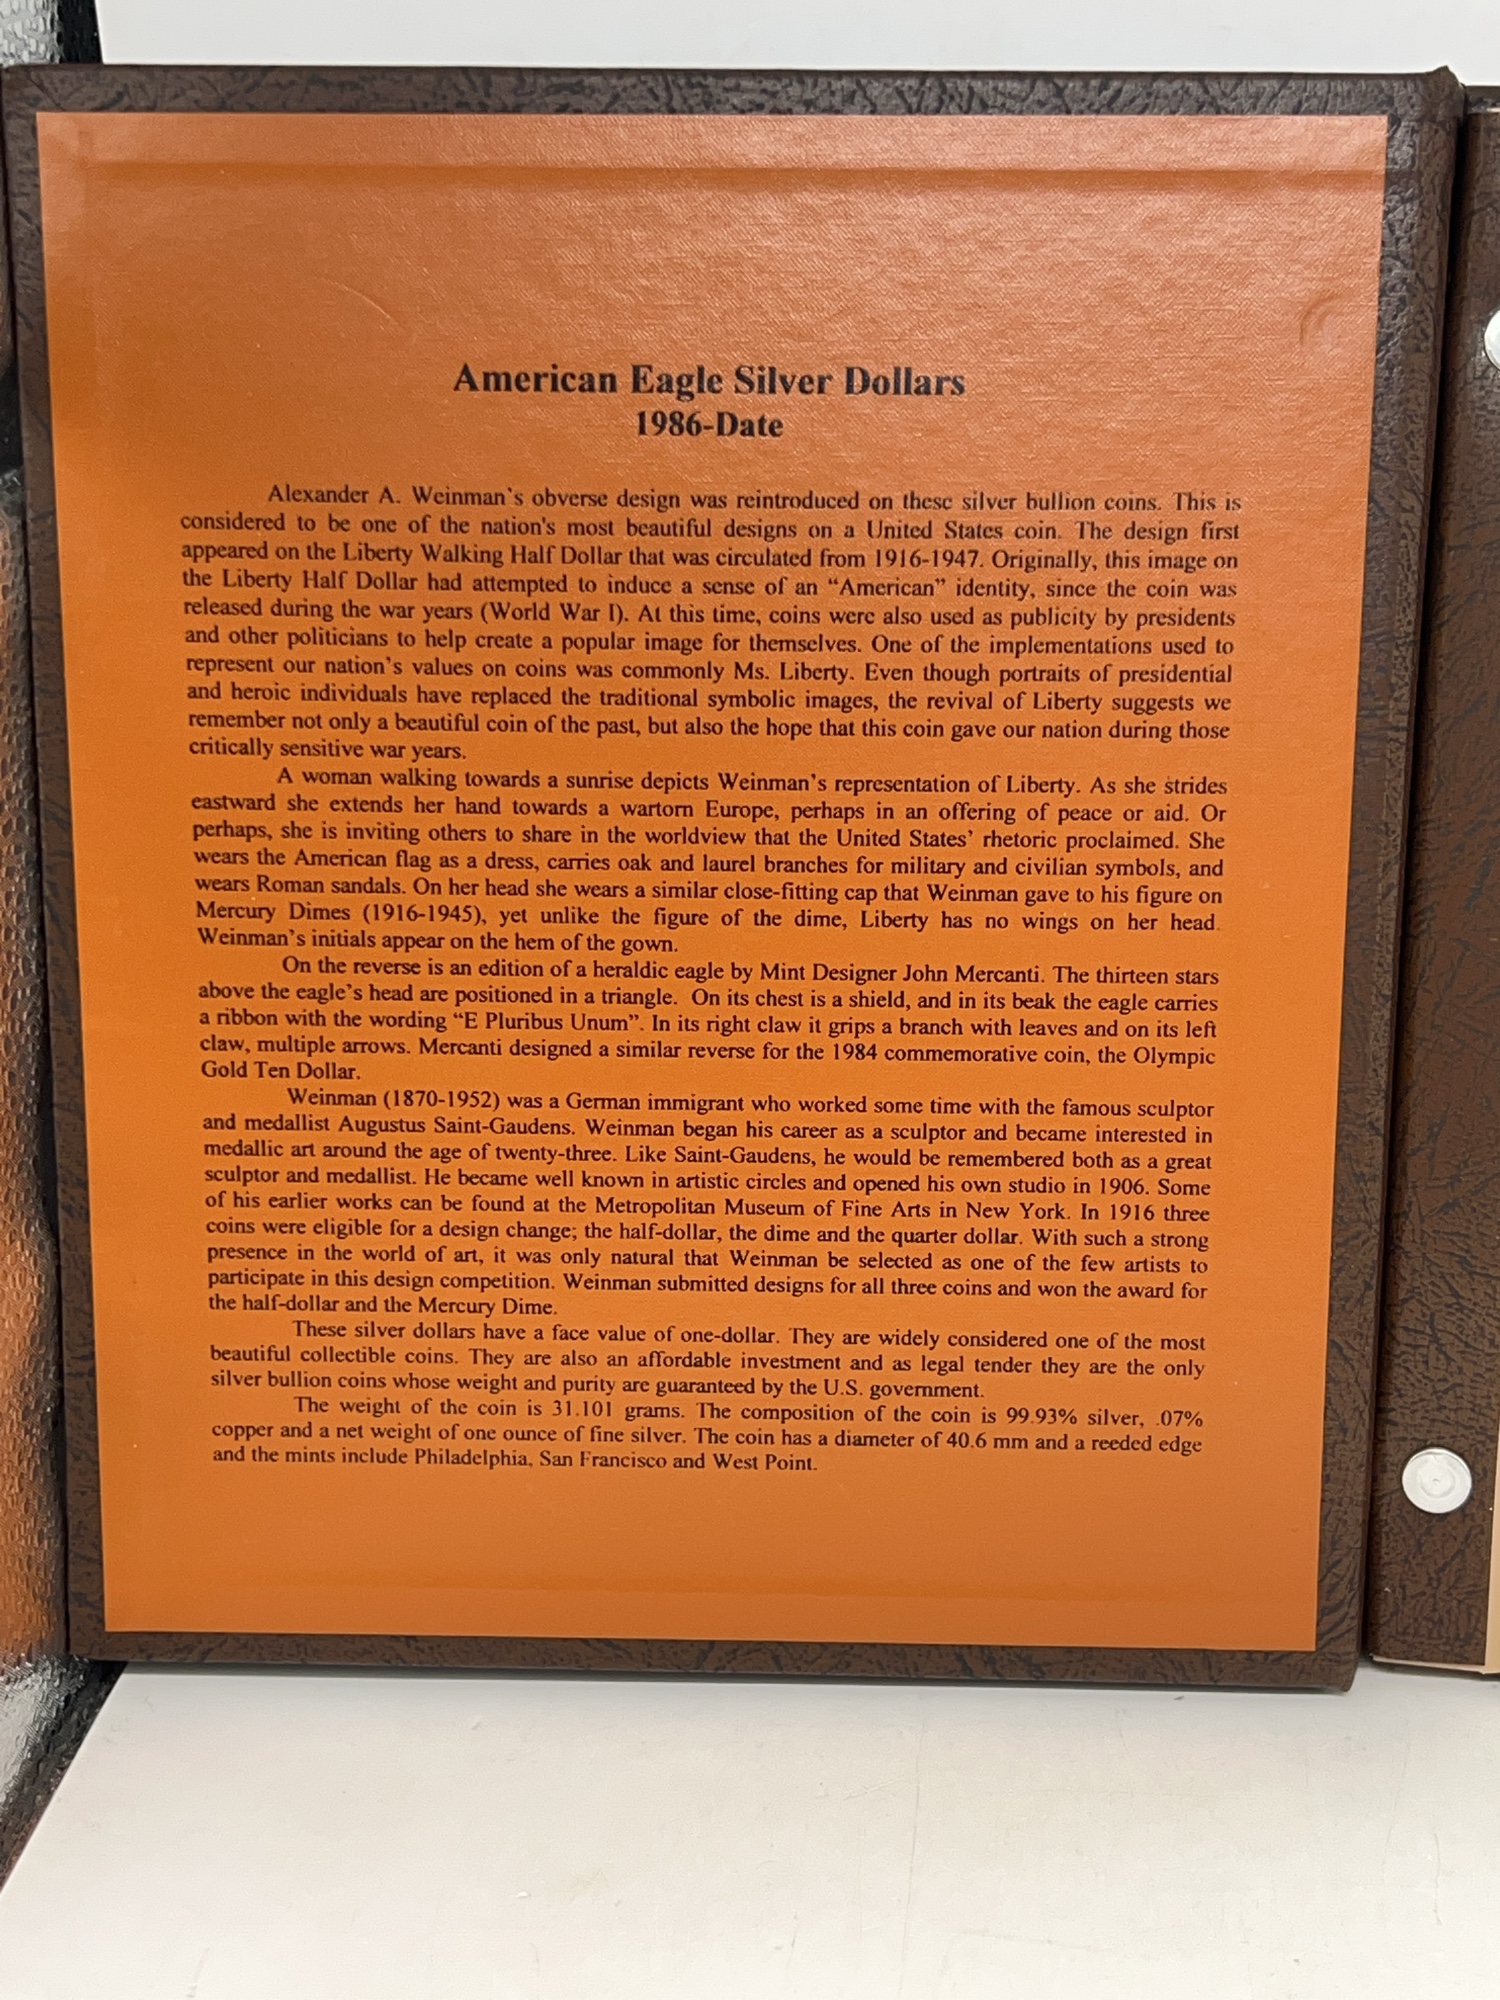 American Eagle Silver Dollars
1986-Date
Alexander A. Weinman's obverse design was reintroduced on these silver bullion coins. This is
considered to be one of the nation's most beautiful designs on a United States coin. The design first
appeared on the Liberty Walking Half Dollar that was circulated from 1916-1947. Originally, this image on
the Liberty Half Dollar had attempted to induce a sense of an “American” identity, since the coin was
released during the war years (World War I). At this time, coins were also used as publicity by presidents
and other politicians to help create a popular image for themselves. One of the implementations used to
represent our nation's values on coins was commonly Ms. Liberty. Even though portraits of presidential
and heroic individuals have replaced the traditional symbolic images, the revival of Liberty suggests we
remember not only a beautiful coin of the past, but also the hope that this coin gave our nation during those
critically sensitive war years.
A woman walking towards a sunrise depicts Weinman's representation of Liberty. As she strides
eastward she extends her hand towards a wartorn Europe, perhaps in an offering of peace or aid. Or
perhaps, she is inviting others to share in the worldview that the United States' rhetoric proclaimed. She
wears the American flag as a dress, carries oak and laurel branches for military and civilian symbols, and
wears Roman sandals. On her head she wears a similar close-fitting cap that Weinman gave to his figure on
Mercury Dimes (1916-1945), yet unlike the figure of the dime, Liberty has no wings on her head.
Weinman's initials appear on the hem of the gown.
On the reverse is an edition of a heraldic eagle by Mint Designer John Mercanti. The thirteen stars
above the eagle's head are positioned in a triangle. On its chest is a shield, and in its beak the eagle carries
a ribbon with the wording “E Pluribus Unum”. In its right claw it grips a branch with leaves and on its left
claw, multiple arrows. Mercanti designed a similar reverse for the 1984 commemorative coin, the Olympic
Gold Ten Dollar.
Weinman (1870-1952) was a German immigrant who worked some time with the famous sculptor
and medallist Augustus Saint-Gaudens. Weinman began his career as a sculptor and became interested in
medallic art around the age of twenty-three. Like Saint-Gaudens, he would be remembered both as a great
sculptor and medallist. He became well known in artistic circles and opened his own studio in 1906. Some
of his earlier works can be found at the Metropolitan Museum of Fine Arts in New York. In 1916 three
coins were eligible for a design change; the half-dollar, the dime and the quarter dollar. With such a strong
presence in the world of art, it was only natural that Weinman be selected as one of the few artists to
participate in this design competition. Weinman submitted designs for all three coins and won the award for
the half-dollar and the Mercury Dime.
These silver dollars have a face value of one-dollar. They are widely considered one of the most
beautiful collectible coins. They are also an affordable investment and as legal tender they are the only
silver bullion coins whose weight and purity are guaranteed by the U.S. government.
The weight of the coin is 31.101 grams. The composition of the coin is 99.93% silver, .07%
copper and a net weight of one ounce of fine silver. The coin has a diameter of 40.6 mm and a reeded edge
and the mints include Philadelphia, San Francisco and West Point.